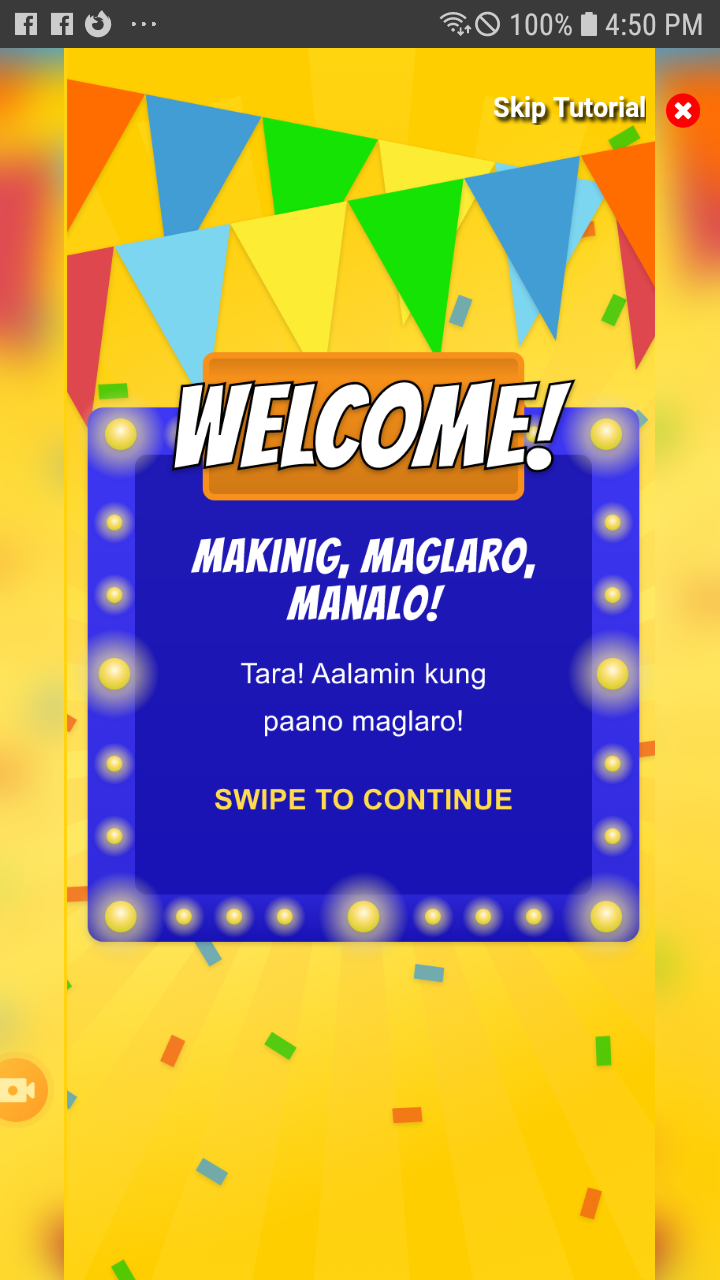 100% 4:50 PM
Skip Tutorial
WELCOME!
MAKINIG, MAGLARO,
MANALO!
Tara! Aalamin kung
paano maglaro!
SWIPE TO CONTINUE